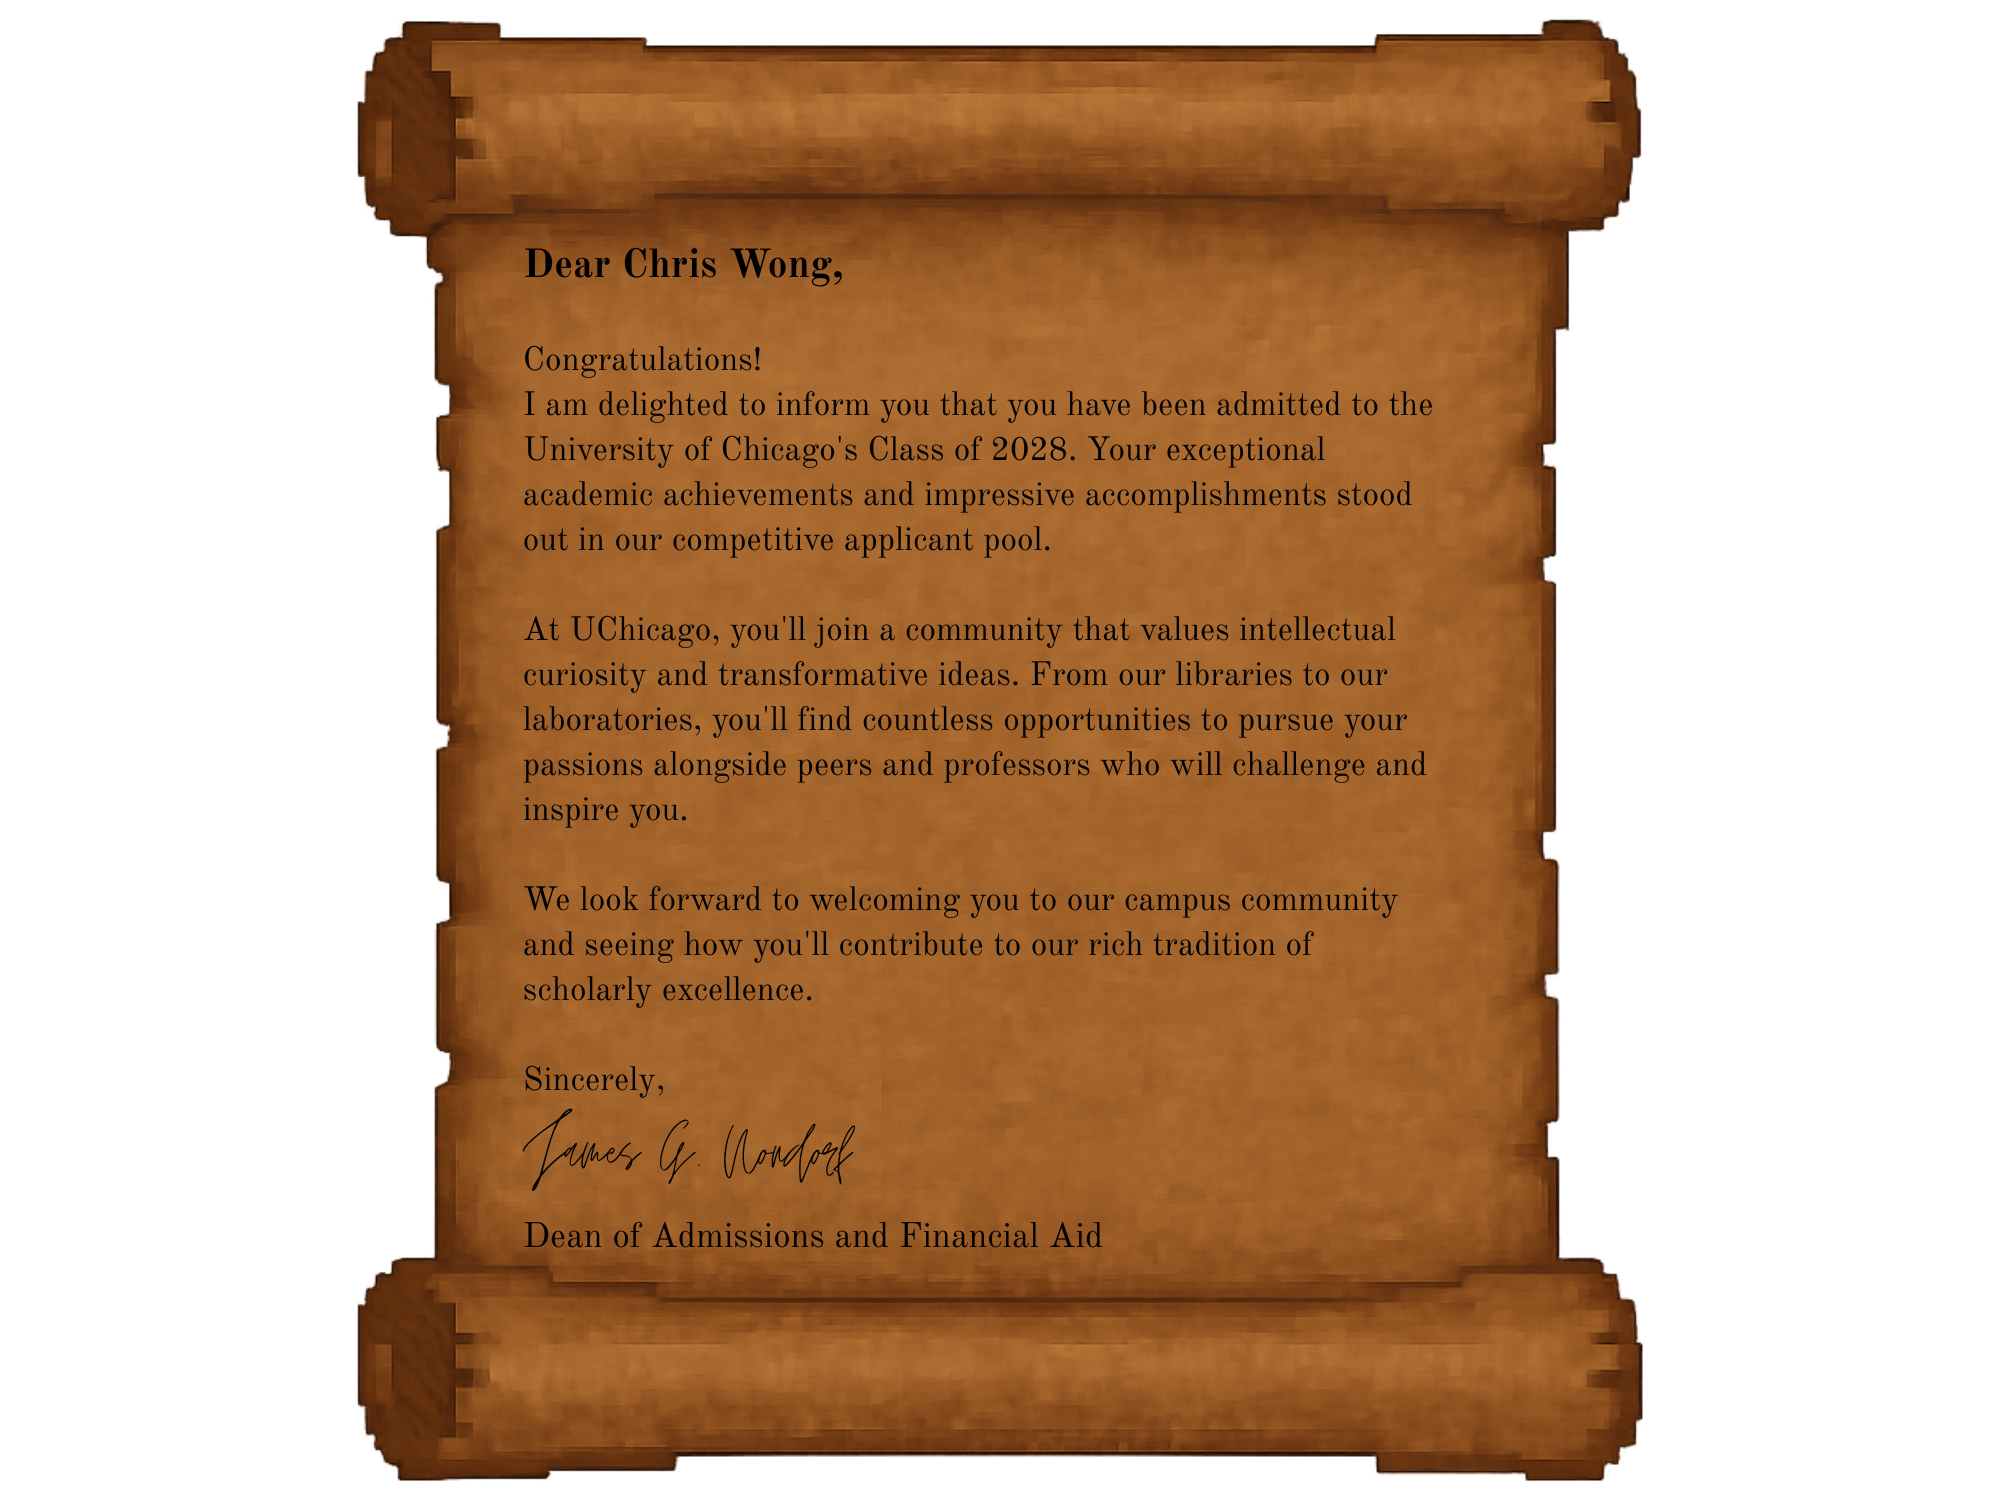 Dear Chris Wong,
Congratulations!
I am delighted to inform you that you have been admitted to the
University of Chicago's Class of 2028. Your exceptional
academic achievements and impressive accomplishments stood
out in our competitive applicant pool.
At UChicago, you'll join a community that values intellectual
curiosity and transformative ideas. From our libraries to our
laboratories, you'll find countless opportunities to pursue your
passions alongside peers and professors who will challenge and
inspire you.
We look forward to welcoming you to our campus community
and seeing how you'll contribute to our rich tradition of
scholarly excellence.
Sincerely,
James G. Nondorf
Dean of Admissions and Financial Aid